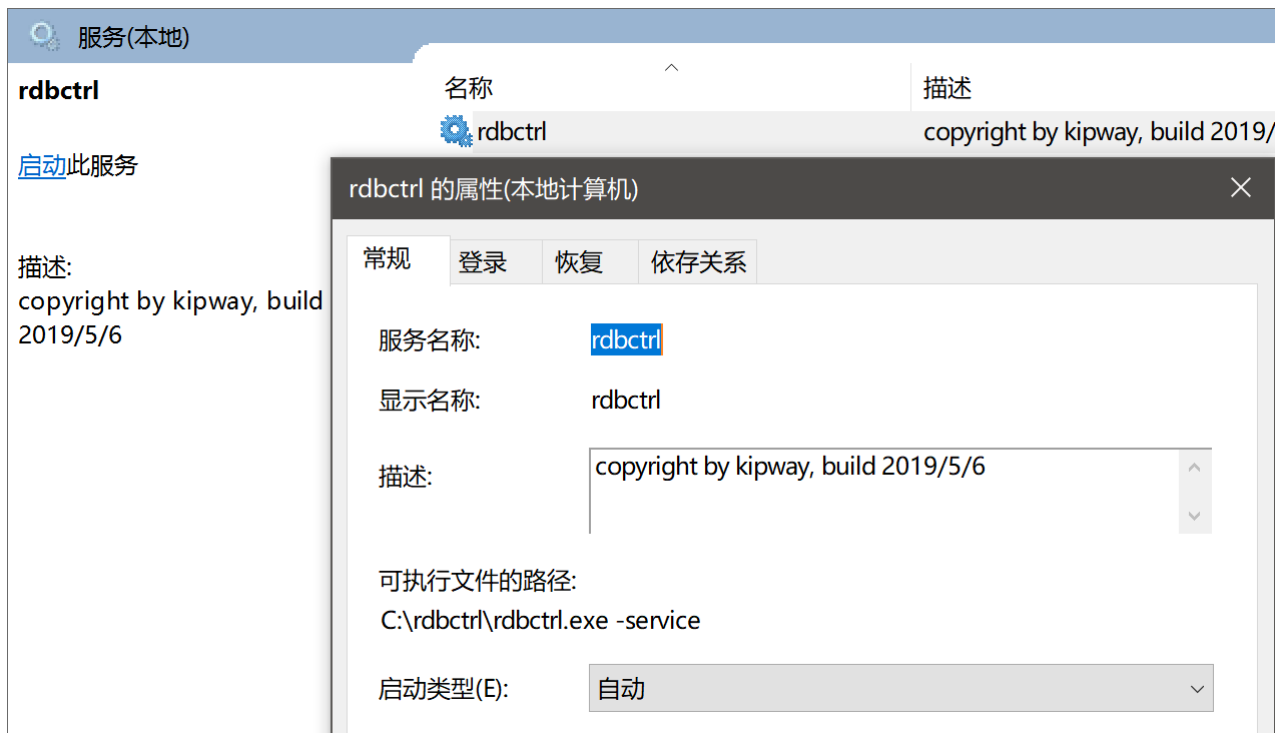 服务(本地)
rdbctrl
启动此服务
描述:
copyright by kipway, build
2019/5/6
名称
描述
rdbctrl
copyright by kipway, build 2019/
rdbctrl 的属性(本地计算机)
常规
登录
恢复
依存关系
服务名称:
rdbctrl
显示名称:
rdbctrl
描述:
copyright by kipway, build 2019/5/6
可执行文件的路径:
C:\rdbctrl\rdbctrl.exe -service
启动类型(E):
自动